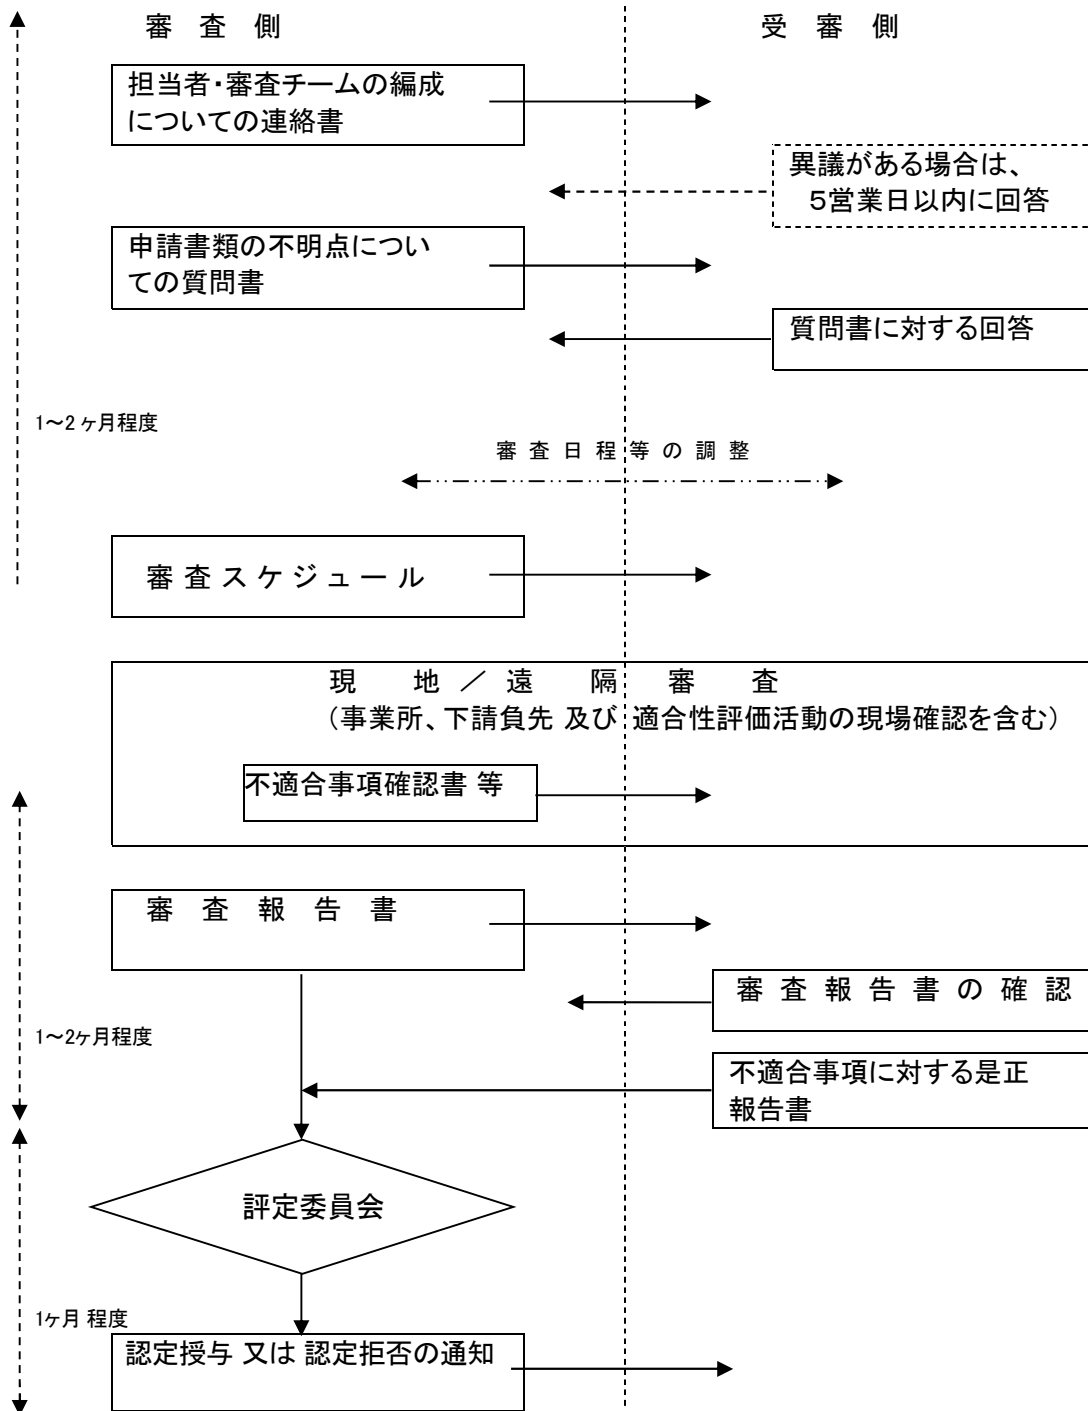 審 査 側
受 審 側
担当者・審査チームの編成
についての連絡書
異議がある場合は、
5営業日以内に回答
申請書類の不明点につい
ての質問書
質問書に対する回答
1～2ヶ月程度
審 査 日 程 等 の 調 整
審 査 ス ケ ジ ュ ー ル
現 地 ／ 遠 隔 審 査
（事業所、下請負先 及び 適合性評価活動の現場確認を含む）
不適合事項確認書 等
審 査 報 告 書
審 査 報 告 書 の 確 認
1～2ヶ月程度
不適合事項に対する是正
報告書
評定委員会
1ヶ月 程度
認定授与 又は 認定拒否の通知